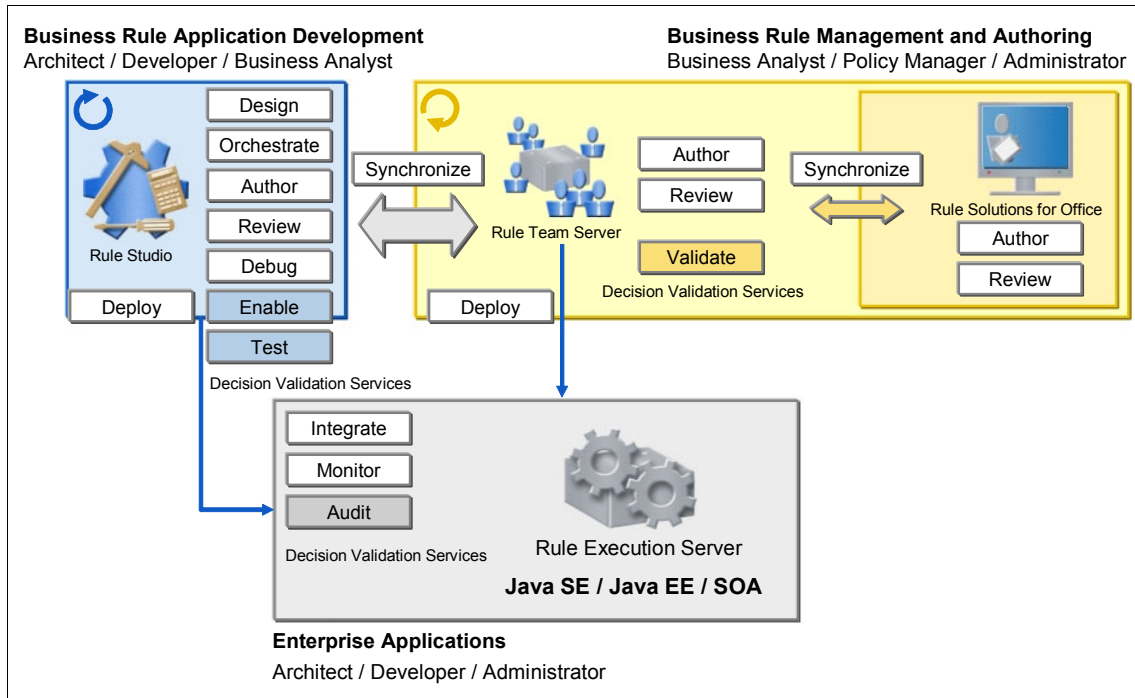 Business Rule Application Development
Architect / Developer / Business Analyst
Business Rule Management and Authoring
Business Analyst / Policy Manager / Administrator
Design
Orchestrate
Author
Review
Debug
Rule Studio
Deploy
Enable
Test
Decision Validation Services
Synchronize
Rule Team Server
Author
Review
Validate
Decision Validation Services
Deploy
Synchronize
Rule Solutions for Office
Author
Review
Integrate
Monitor
Audit
Decision Validation Services
Rule Execution Server
Java SE / Java EE / SOA
Enterprise Applications
Architect / Developer / Administrator